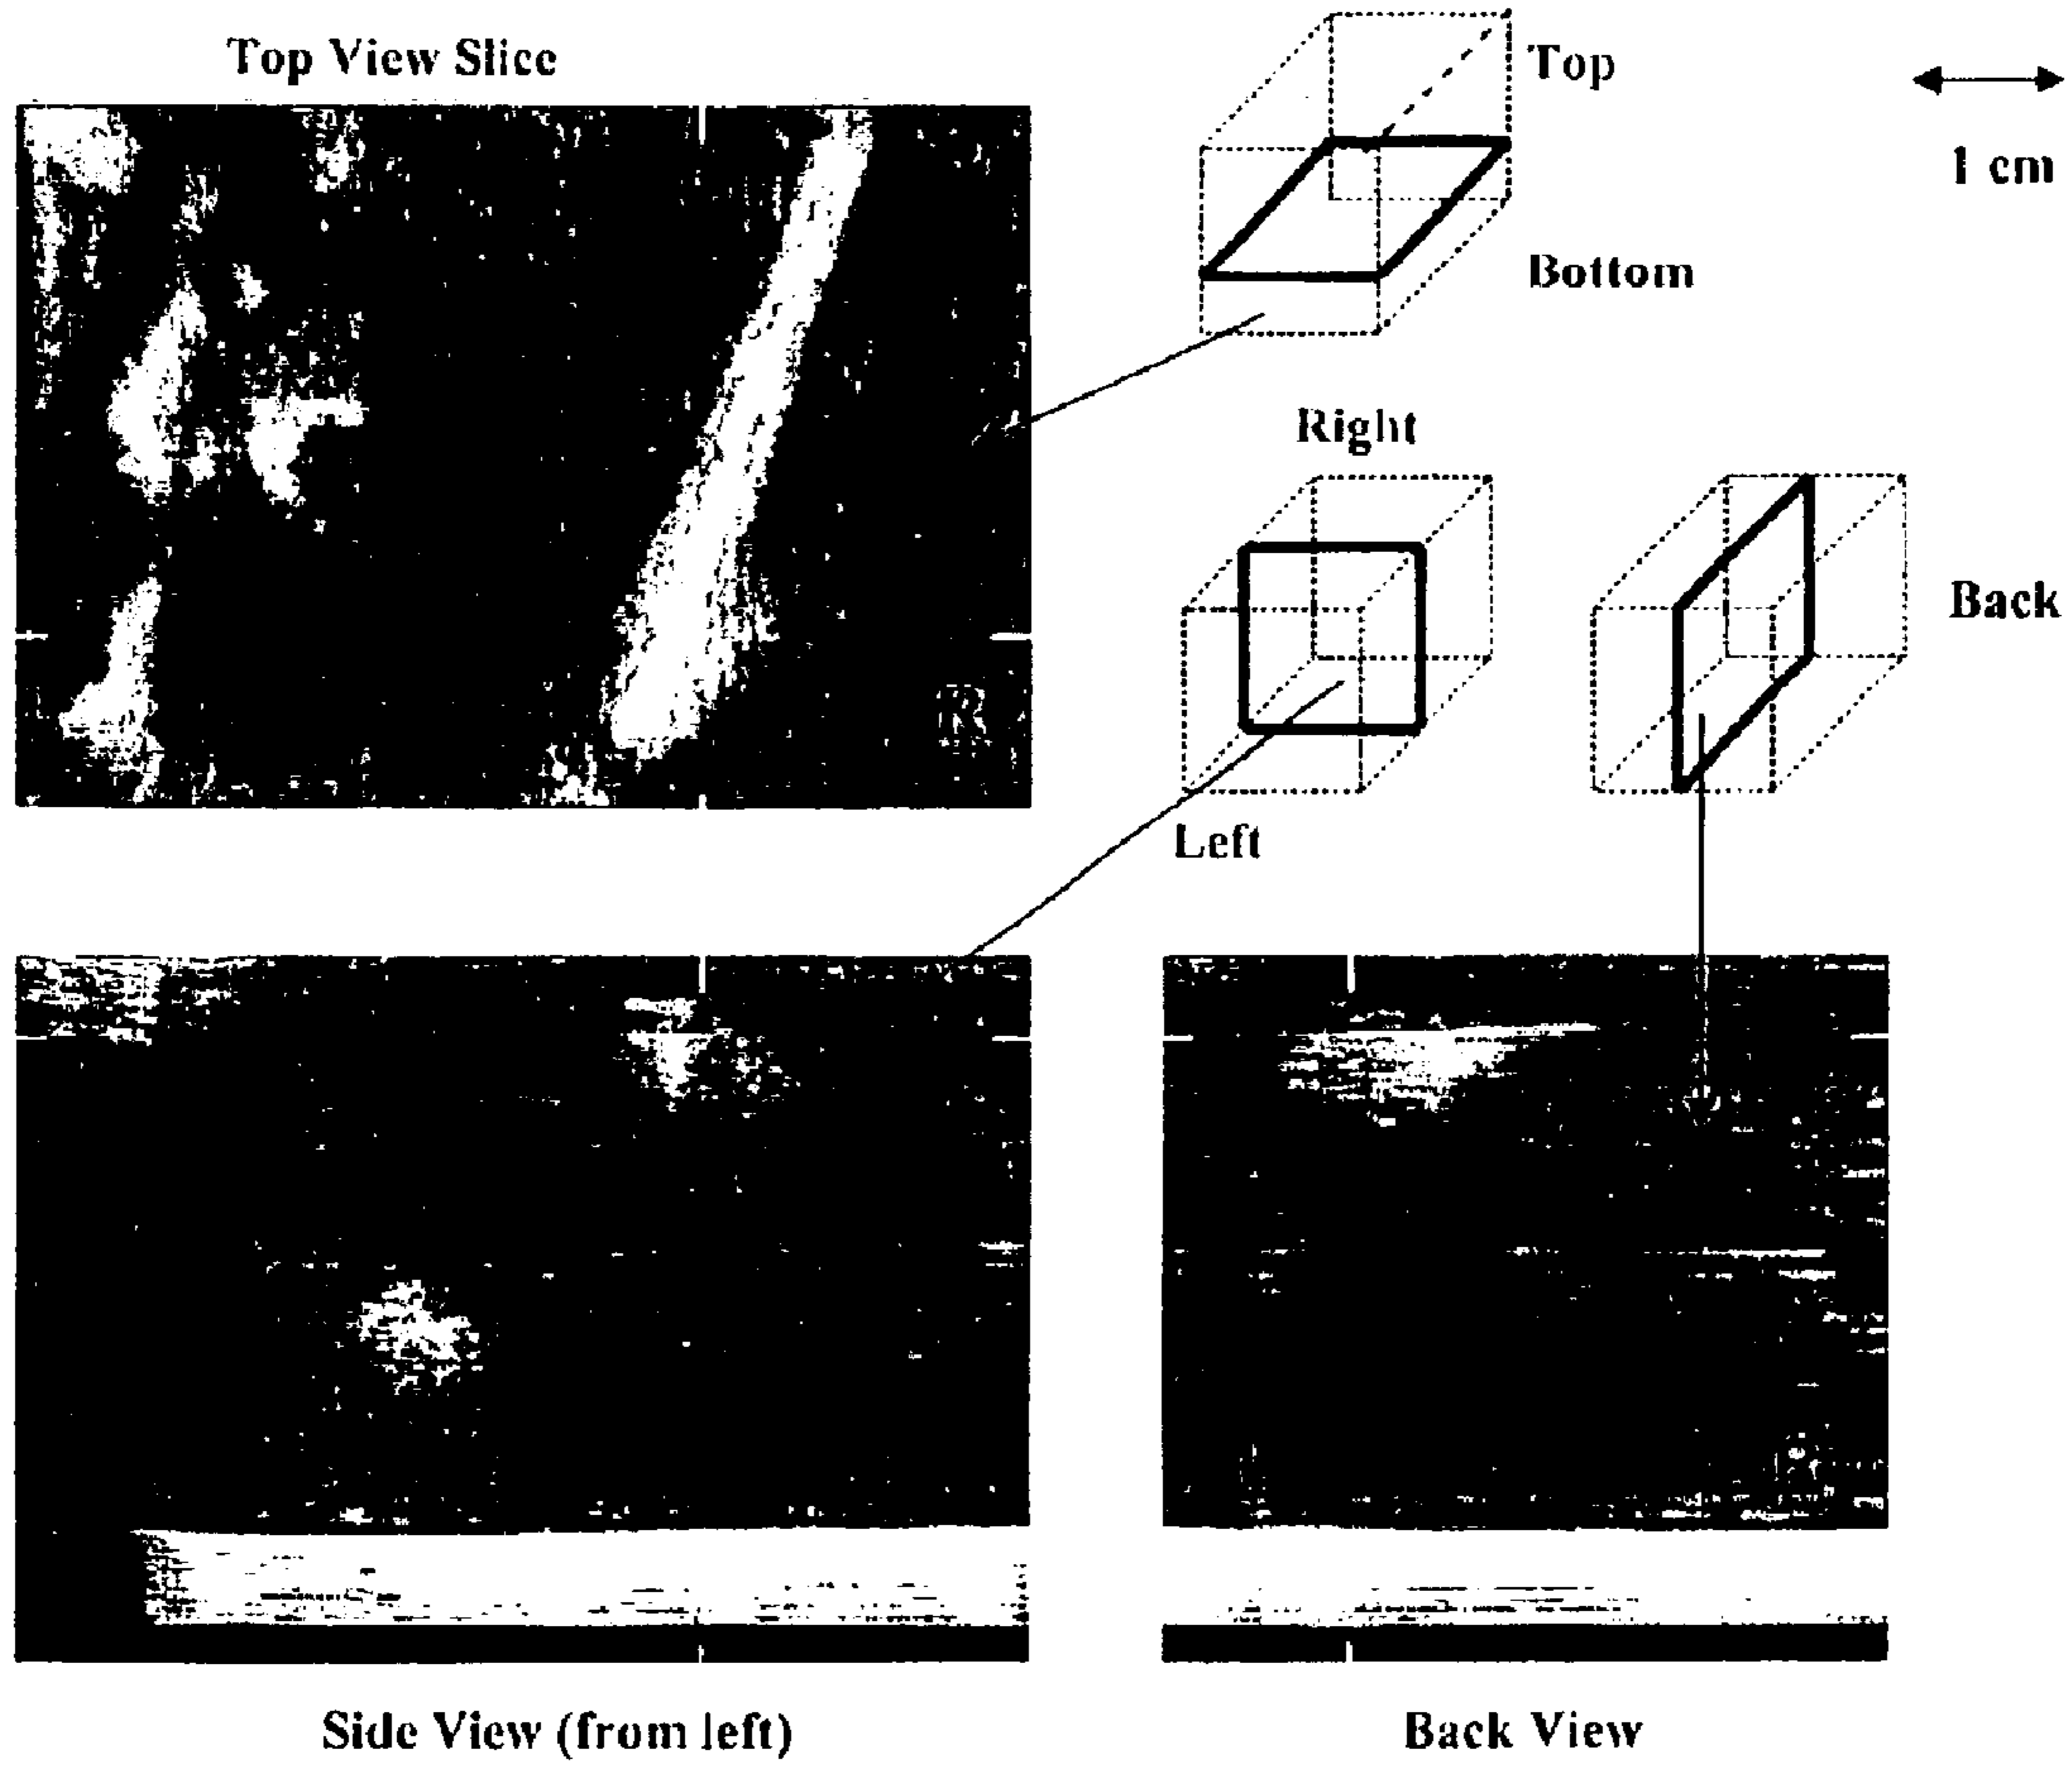 Top View Slice
Top
1 cm
Bottom
Right
Back
R
Left
Side View (from left)
Back View